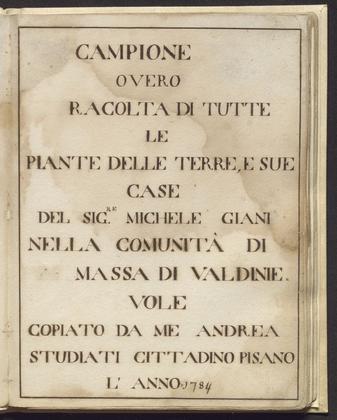 CAMPIONE
OVERO
RACOLTA DI TUTTE
LE
PIANTE DELLE TERRE, E SUE
CASE
DEL SIG.RE MICHELE GIANI
NELLA COMUNITÀ DI
MASSA DI VALDINIE.
VOLE
COPIATO DA ME ANDREA
STUDIATI CITTADINO PISANO
L' ANNO 1784